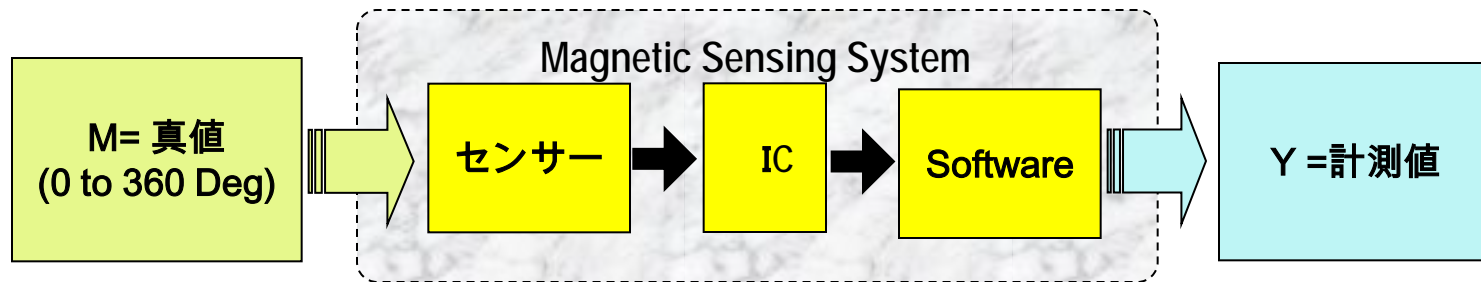 Magnetic Sensing System
M= 真値
(0 to 360 Deg)
センサー
IC
Software
Y =計測値